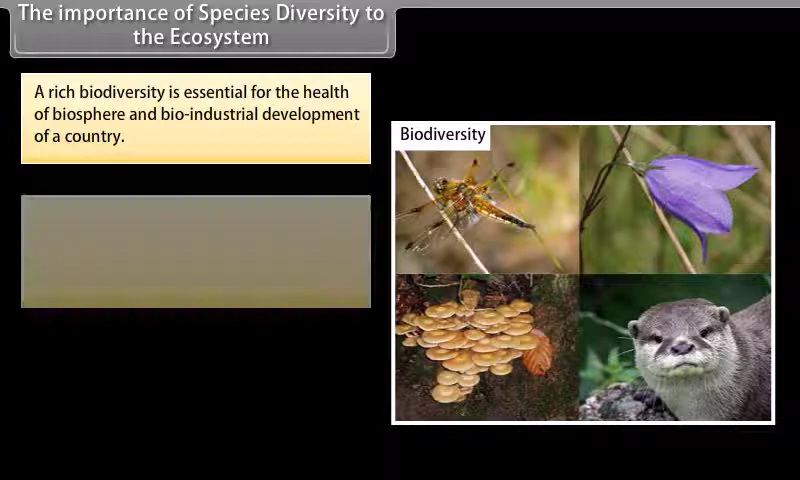 The importance of Species Diversity to
the Ecosystem
A rich biodiversity is essential for the health
of biosphere and bio-industrial development
of a country.
Biodiversity